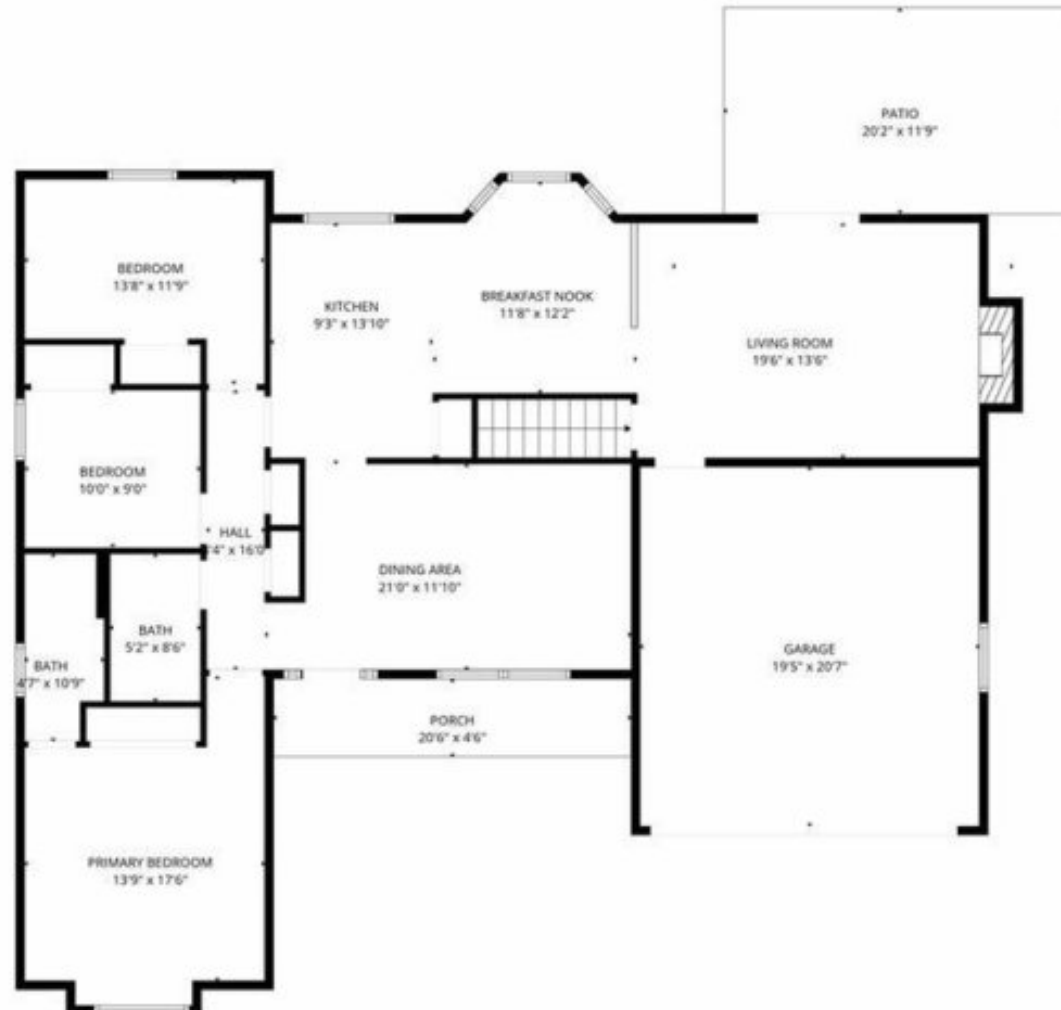 PATIO
20'2" x 11'9"
BEDROOM
13'8" x 11'9"
KITCHEN
9'3" x 13'10"
BREAKFAST NOOK
11'8" x 12'2"
LIVING ROOM
19'6" x 13'6"
BEDROOM
10'0" x 9'0"
HALL
'4" x 16'0"
DINING AREA
21'0" x 11'10"
BATH
5'2" x 8'6"
BATH
4'7" x 10'9"
GARAGE
19'5" x 20'7"
PORCH
20'6" x 4'6"
PRIMARY BEDROOM
13'9" x 17'6"